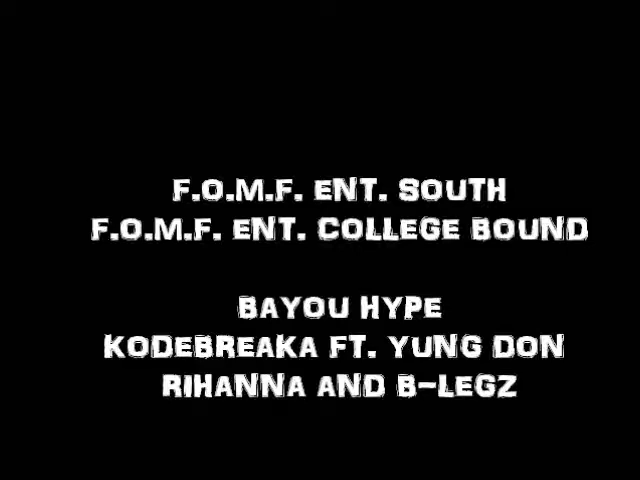 F.O.M.F. ENT. SOUTH
F.O.M.F. ENT. COLLEGE BOUND
BAYOU HYPE
KODEBREAKA FT. YUNG DON
RIHANNA AND B-LEGZ